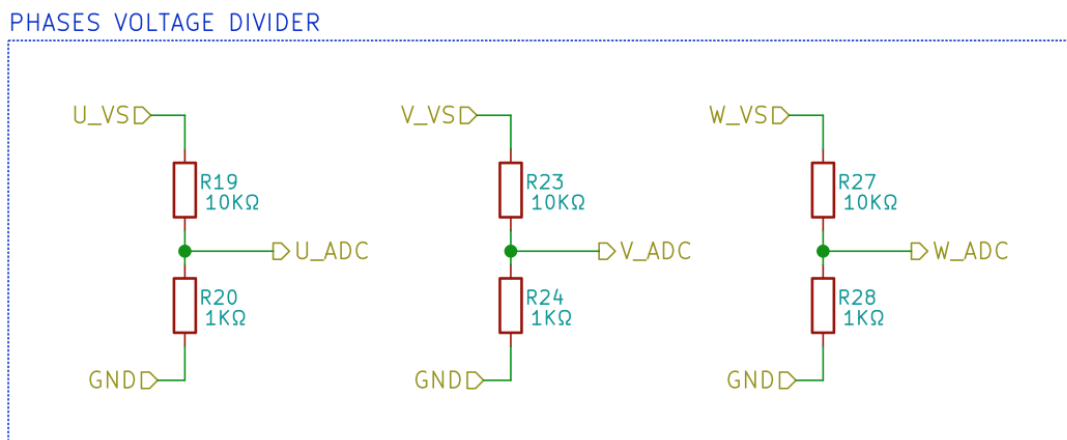 PHASES VOLTAGE DIVIDER
U_VS
V_VS
W_VS
R19
10KΩ
R23
10KΩ
R27
10KΩ
U_ADC
V_ADC
W_ADC
R20
1KΩ
R24
1KΩ
R28
1KΩ
GND
GND
GND